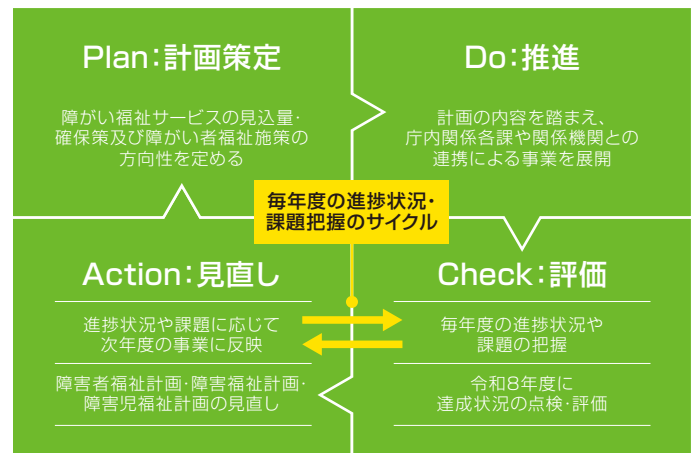 Plan：計画策定
障がい福祉サービスの見込量・
確保策及び障がい者福祉施策の
方向性を定める
Do：推進
計画の内容を踏まえ、
庁内関係各課や関係機関との
連携による事業を展開
毎年度の進捗状況・
課題把握のサイクル
Action：見直し
進捗状況や課題に応じて
次年度の事業に反映
障害者福祉計画・障害福祉計画・
障害児福祉計画の見直し
Check：評価
毎年度の進捗状況や
課題の把握
令和8年度に
達成状況の点検・評価